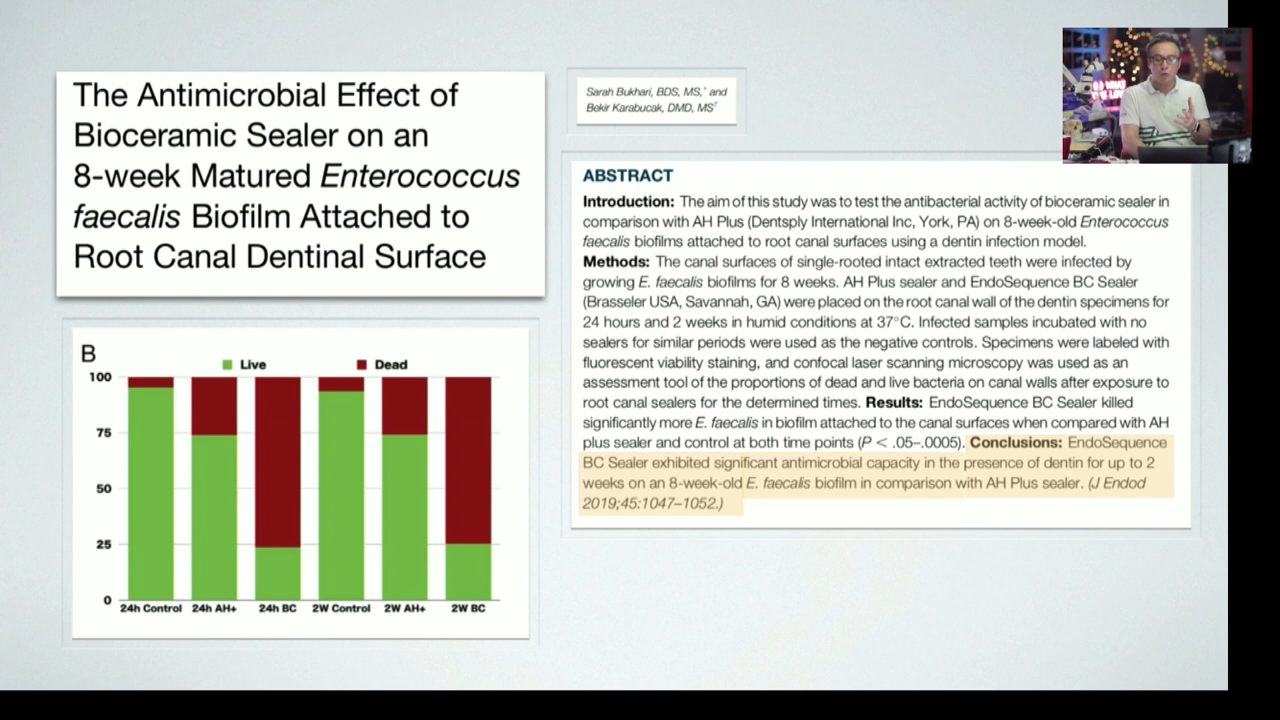 The Antimicrobial Effect of
Bioceramic Sealer on an
8-week Matured Enterococcus
faecalis Biofilm Attached to
Root Canal Dentinal Surface
Sarah Bukhari, BDS, MS,* and
Bekir Karabucak, DMD, MS†
ABSTRACT
Introduction: The aim of this study was to test the antibacterial activity of bioceramic sealer in
comparison with AH Plus (Dentsply International Inc, York, PA) on 8-week-old Enterococcus
faecalis biofilms attached to root canal surfaces using a dentin infection model.
Methods: The canal surfaces of single-rooted intact extracted teeth were infected by
growing E. faecalis biofilms for 8 weeks. AH Plus sealer and EndoSequence BC Sealer
(Brasseler USA, Savannah, GA) were placed on the root canal wall of the dentin specimens for
24 hours and 2 weeks in humid conditions at 37°C. Infected samples incubated with no
sealers for similar periods were used as the negative controls. Specimens were labeled with
fluorescent viability staining, and confocal laser scanning microscopy was used as an
assessment tool of the proportions of dead and live bacteria on canal walls after exposure to
root canal sealers for the determined times. Results: EndoSequence BC Sealer killed
significantly more E. faecalis in biofilm attached to the canal surfaces when compared with AH
plus sealer and control at both time points (P < .05–.0005). Conclusions: EndoSequence
BC Sealer exhibited significant antimicrobial capacity in the presence of dentin for up to 2
weeks on an 8-week-old E. faecalis biofilm in comparison with AH Plus sealer. (J Endod
2019;45:1047–1052.)
B
Live Dead
100
75
50
25
0
24h Control 24h AH+ 24h BC 2W Control 2W AH+ 2W BC